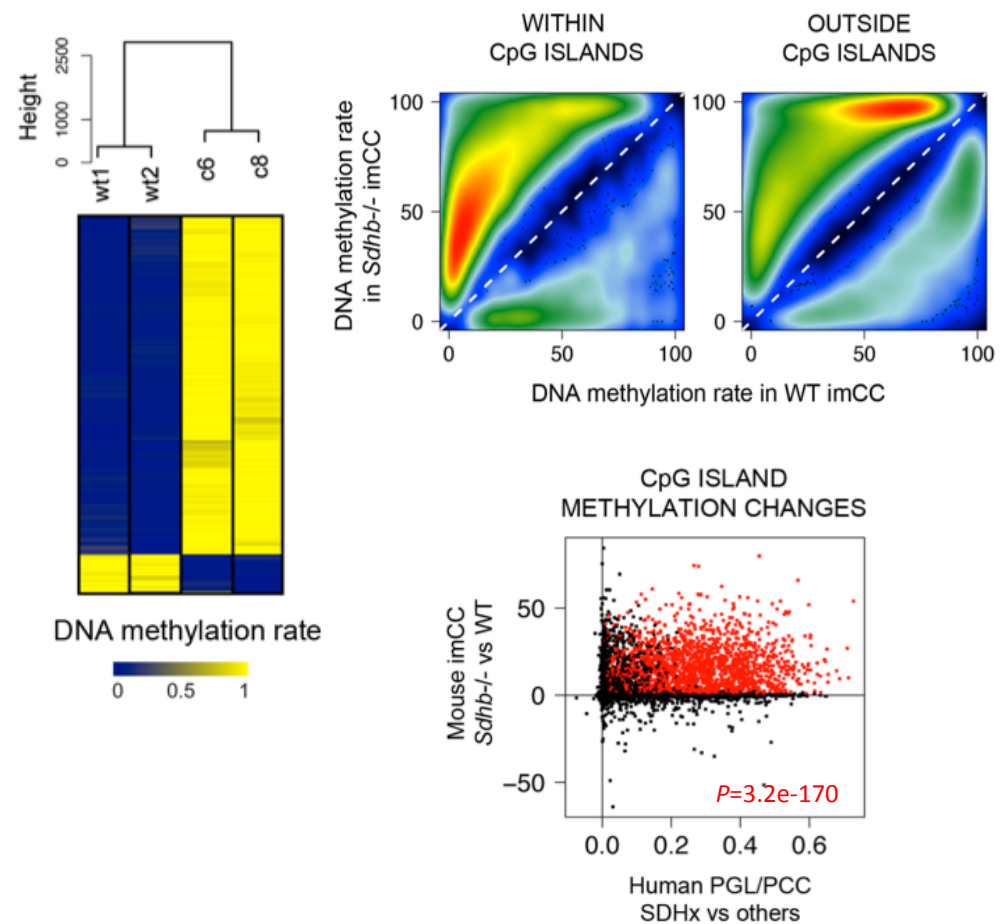 Height
0
1000
2500
wt1
wt2
c6
c8
DNA methylation rate
0
0.5
1
WITHIN
CpG ISLANDS
OUTSIDE
CpG ISLANDS
DNA methylation rate
in Sdhb-/- imCC
100
50
0
100
50
0
0
50
100
0
50
100
DNA methylation rate in WT imCC
CpG ISLAND
METHYLATION CHANGES
Mouse imCC
Sdhb-/- vs WT
50
0
−50
P=3.2e-170
0.0
0.2
0.4
0.6
Human PGL/PCC
SDHx vs others